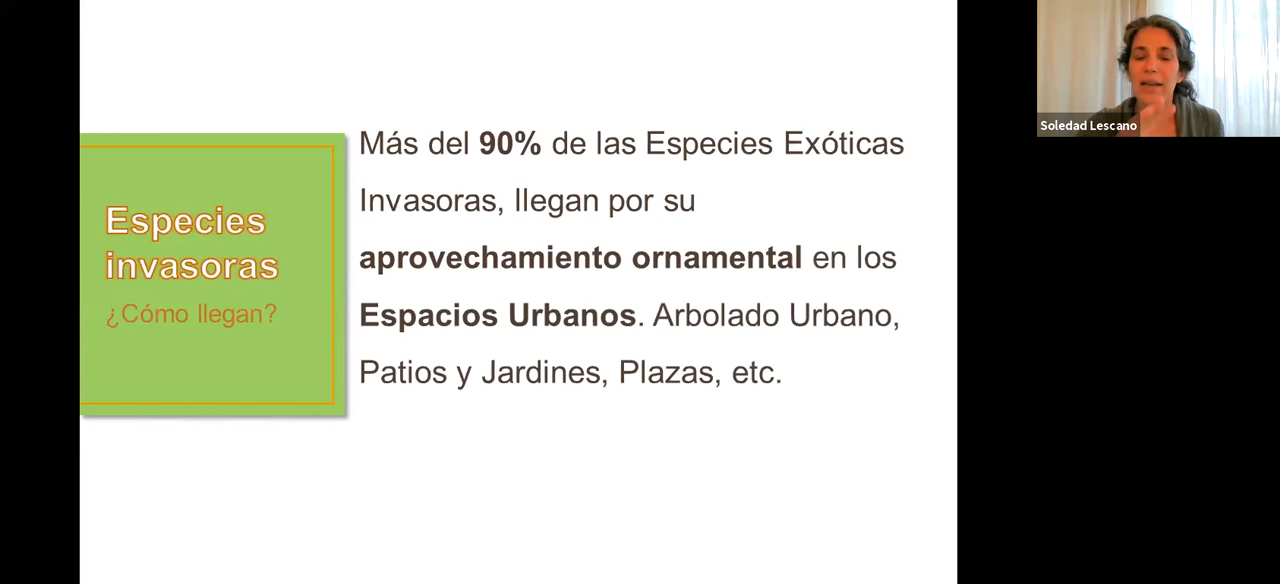 Especies
invasoras
¿Cómo llegan?
Más del 90% de las Especies Exóticas
Invasoras, llegan por su
aprovechamiento ornamental en los
Espacios Urbanos. Arbolado Urbano,
Patios y Jardines, Plazas, etc.
Soledad Lescano